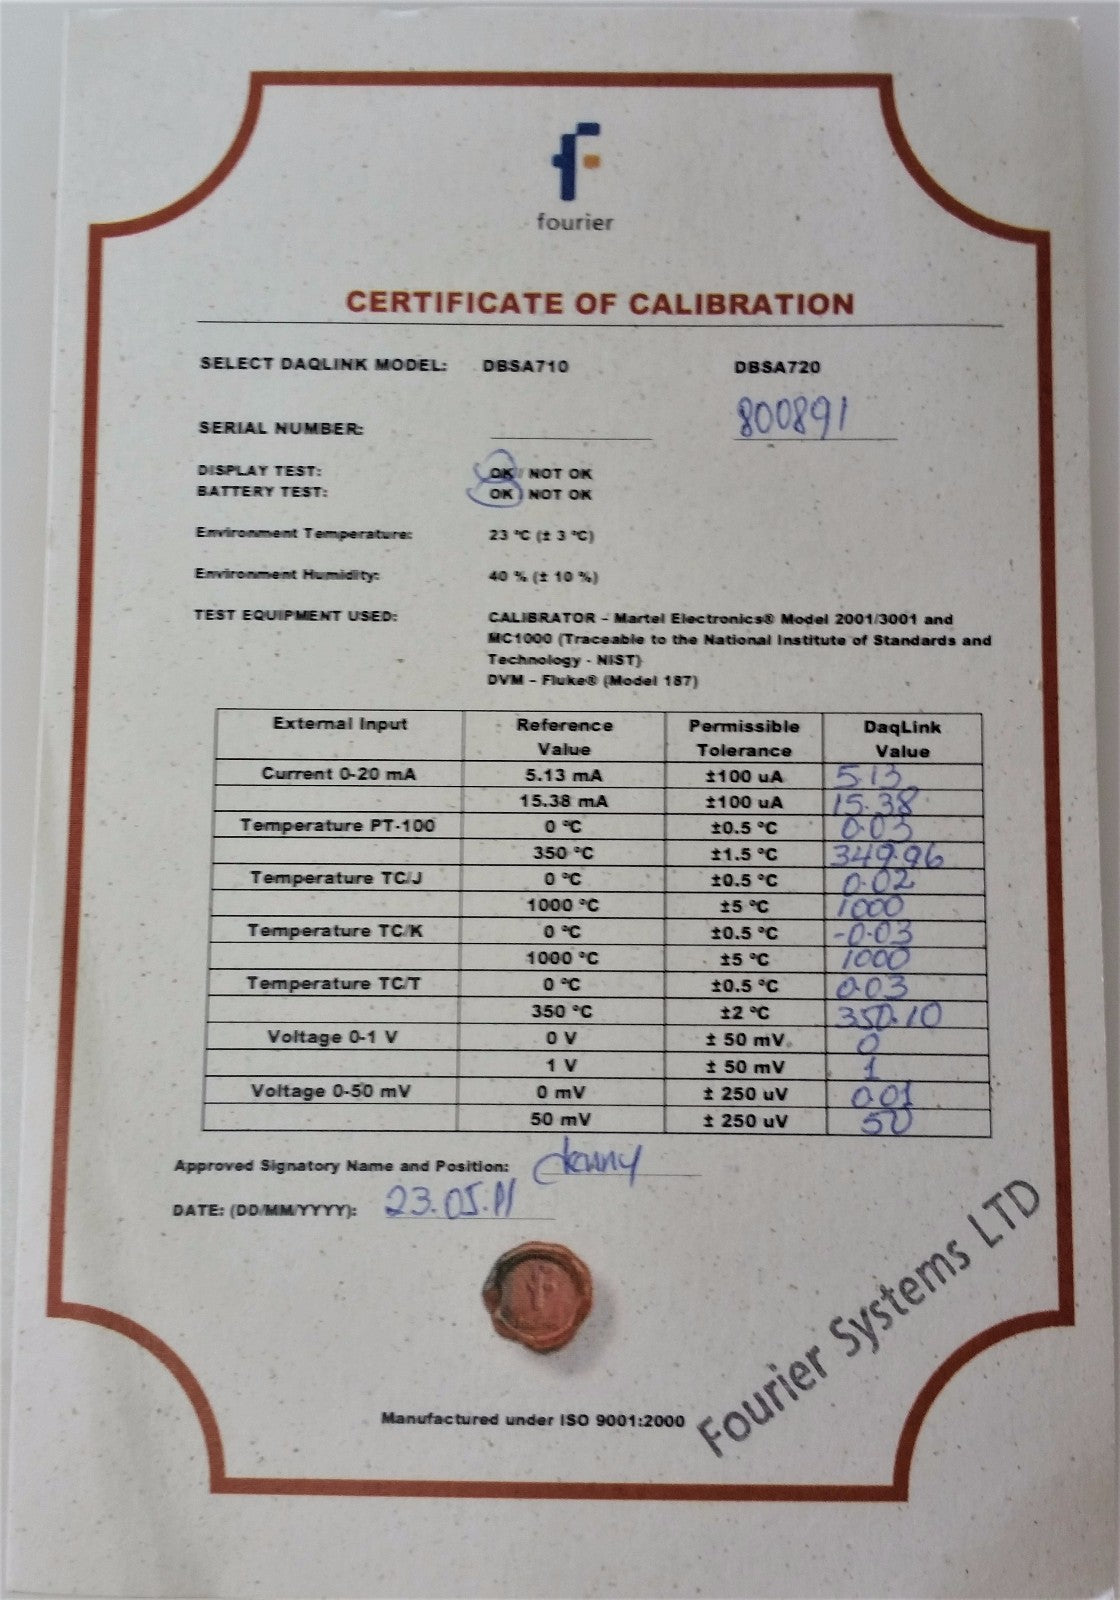 fourier
CERTIFICATE OF CALIBRATION
SELECT DAQLINK MODEL: DBSA710 DBSA720
SERIAL NUMBER: 800891
DISPLAY TEST: OK / NOT OK
BATTERY TEST: OK / NOT OK
Environment Temperature: 23 °C (± 3 °C)
Environment Humidity: 40 % (± 10 %)
TEST EQUIPMENT USED: CALIBRATOR - Martel Electronics® Model 2001/3001 and
MC1000 (Traceable to the National Institute of Standards and
Technology - NIST)
DVM – Fluke® (Model 187)
External Input Reference Value Permissible Tolerance DaqLink Value
Current 0-20 mA 5.13 mA ±100 uA 5.13
15.38 mA ±100 uA 15.38
Temperature PT-100 0 °C ±0.5 °C 0.03
350 °C ±1.5 °C 349.96
Temperature TC/J 0 °C ±0.5 °C 0.02
1000 °C ±5 °C 1000
Temperature TC/K 0 °C ±0.5 °C -0.03
1000 °C ±5 °C 1000
Temperature TC/T 0 °C ±0.5 °C 0.03
350 °C ±2 °C 350.10
Voltage 0-1 V 0 V ± 50 mV 0
1 V ± 50 mV 1
Voltage 0-50 mV 0 mV ± 250 uV 0.01
50 mV ± 250 uV 50
Approved Signatory Name and Position:
DATE: (DD/MM/YYYY): 23.05.11
Fourier Systems LTD
Manufactured under ISO 9001:2000